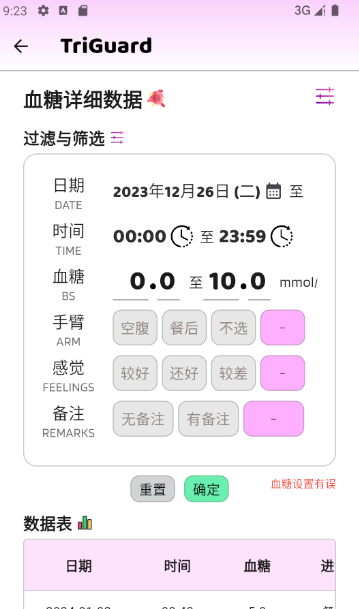 9:23 3G
TriGuard
血糖详细数据
过滤与筛选
日期 2023年12月26日 (二) 至
DATE
时间 00:00 至 23:59
TIME
血糖 0.0 至 10.0 mmol/
BS
手臂 空腹 餐后 不选 -
ARM
感觉 较好 还好 较差 -
FEELINGS
备注 无备注 有备注 -
REMARKS
重置 确定 血糖设置有误
数据表
日期 时间 血糖 进